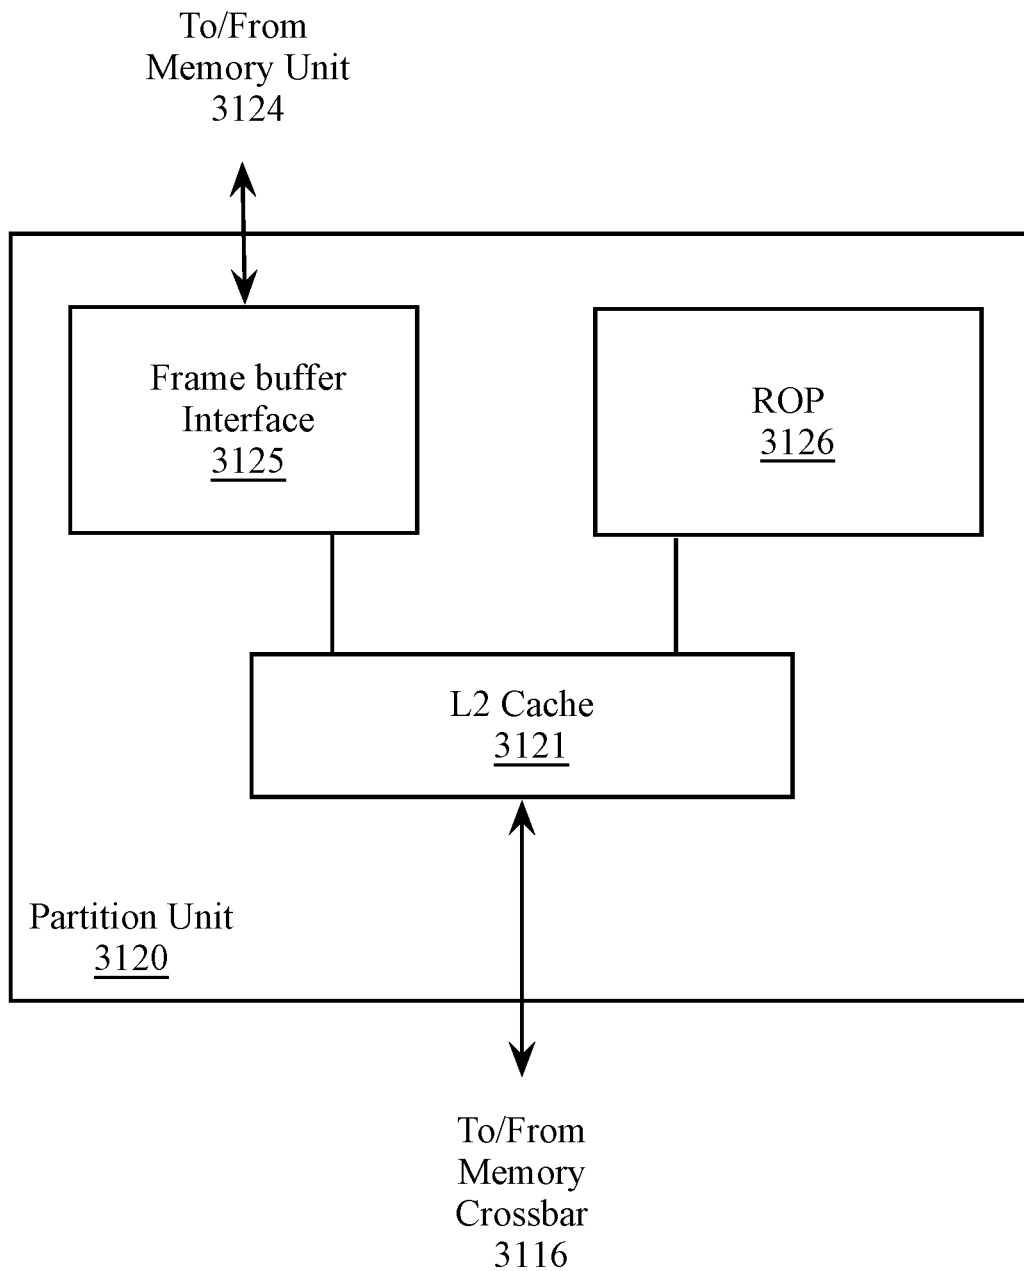 To/From
Memory Unit
3124
Frame buffer
Interface
3125
ROP
3126
L2 Cache
3121
Partition Unit
3120
To/From
Memory
Crossbar
3116